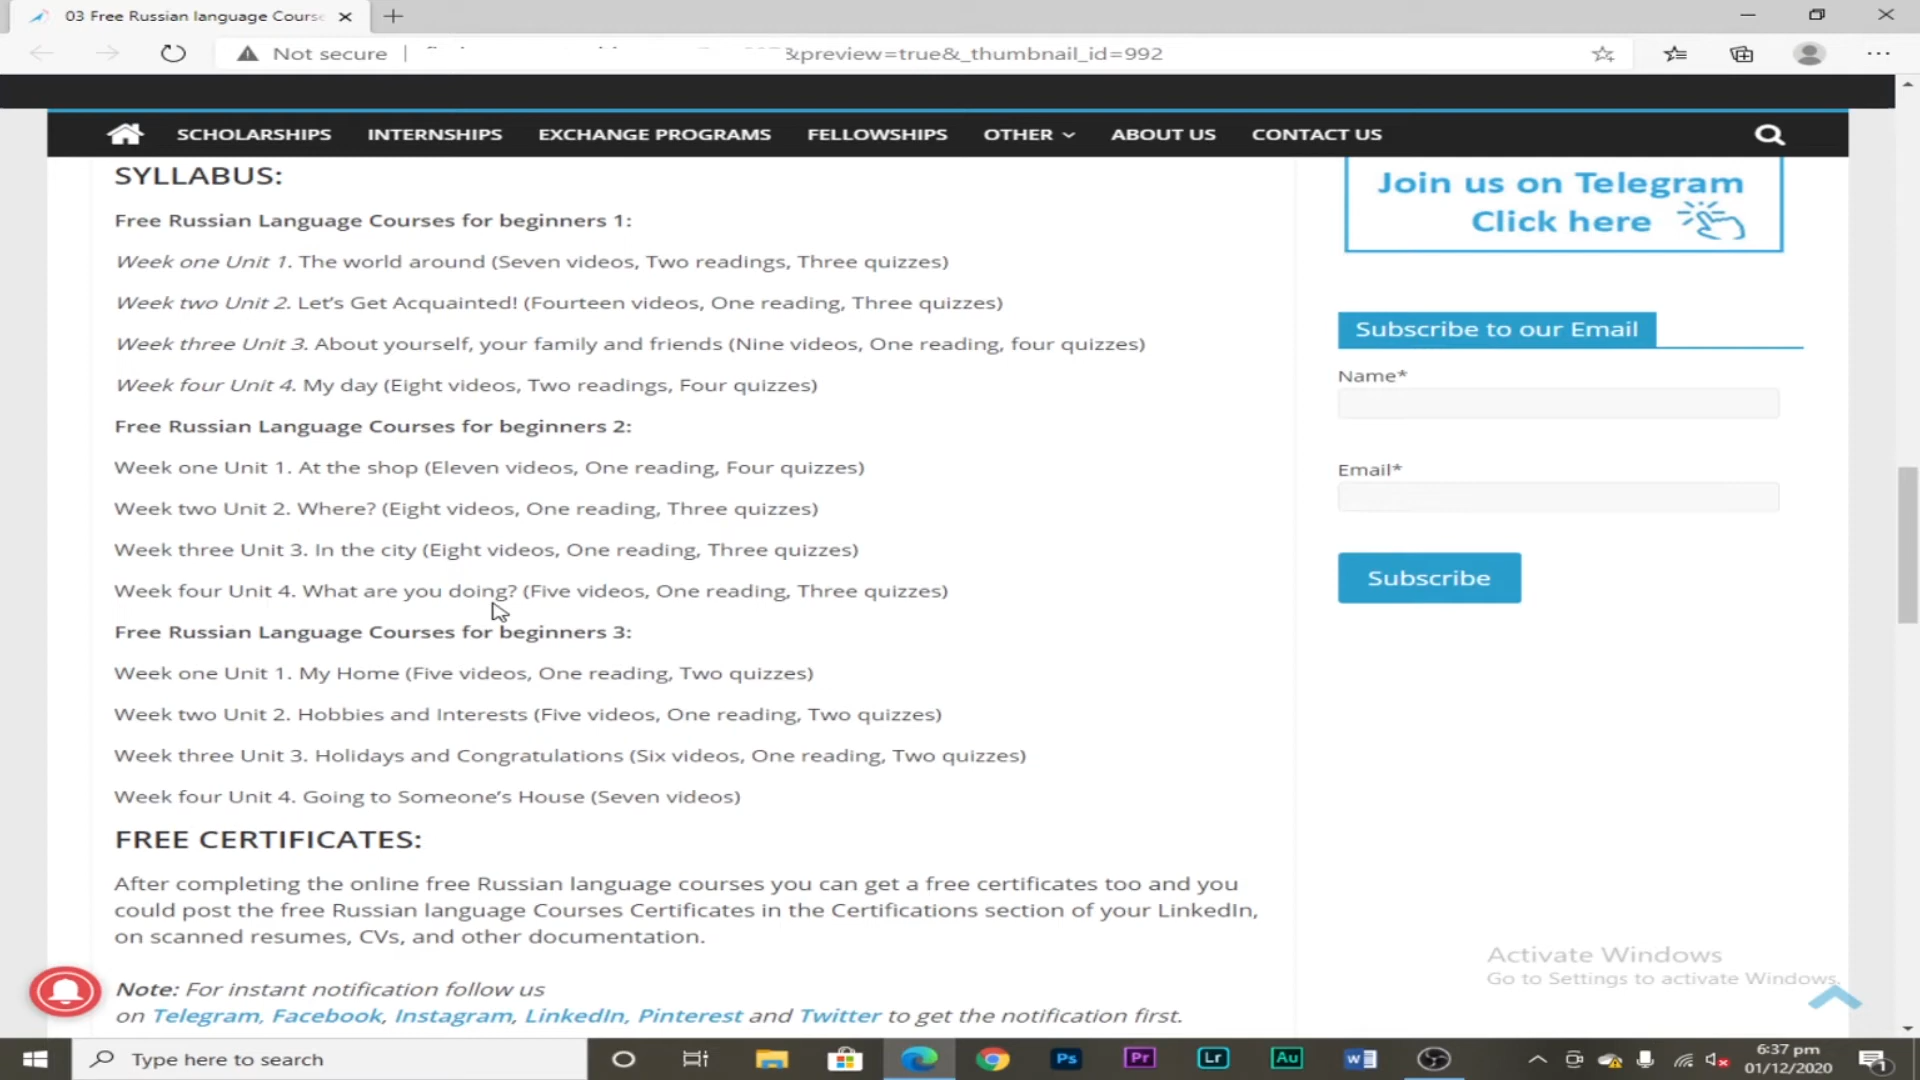 03 Free Russian language Course
Not secure
&preview=true&_thumbnail_id=992
SCHOLARSHIPS INTERNSHIPS EXCHANGE PROGRAMS FELLOWSHIPS OTHER ABOUT US CONTACT US
SYLLABUS:
Free Russian Language Courses for beginners 1:
Week one Unit 1. The world around (Seven videos, Two readings, Three quizzes)
Week two Unit 2. Let's Get Acquainted! (Fourteen videos, One reading, Three quizzes)
Week three Unit 3. About yourself, your family and friends (Nine videos, One reading, four quizzes)
Week four Unit 4. My day (Eight videos, Two readings, Four quizzes)
Free Russian Language Courses for beginners 2:
Week one Unit 1. At the shop (Eleven videos, One reading, Four quizzes)
Week two Unit 2. Where? (Eight videos, One reading, Three quizzes)
Week three Unit 3. In the city (Eight videos, One reading, Three quizzes)
Week four Unit 4. What are you doing? (Five videos, One reading, Three quizzes)
Free Russian Language Courses for beginners 3:
Week one Unit 1. My Home (Five videos, One reading, Two quizzes)
Week two Unit 2. Hobbies and Interests (Five videos, One reading, Two quizzes)
Week three Unit 3. Holidays and Congratulations (Six videos, One reading, Two quizzes)
Week four Unit 4. Going to Someone's House (Seven videos)
FREE CERTIFICATES:
After completing the online free Russian language courses you can get a free certificates too and you
could post the free Russian language Courses Certificates in the Certifications section of your LinkedIn,
on scanned resumes, CVs, and other documentation.
Note: For instant notification follow us
on Telegram, Facebook, Instagram, LinkedIn, Pinterest and Twitter to get the notification first.
Join us on Telegram
Click here
Subscribe to our Email
Name*
Email*
Subscribe
Activate Windows
Go to Settings to activate Windows.
Type here to search
Ps
Pr
Lr
Au
W
6:37 pm
01/12/2020
1